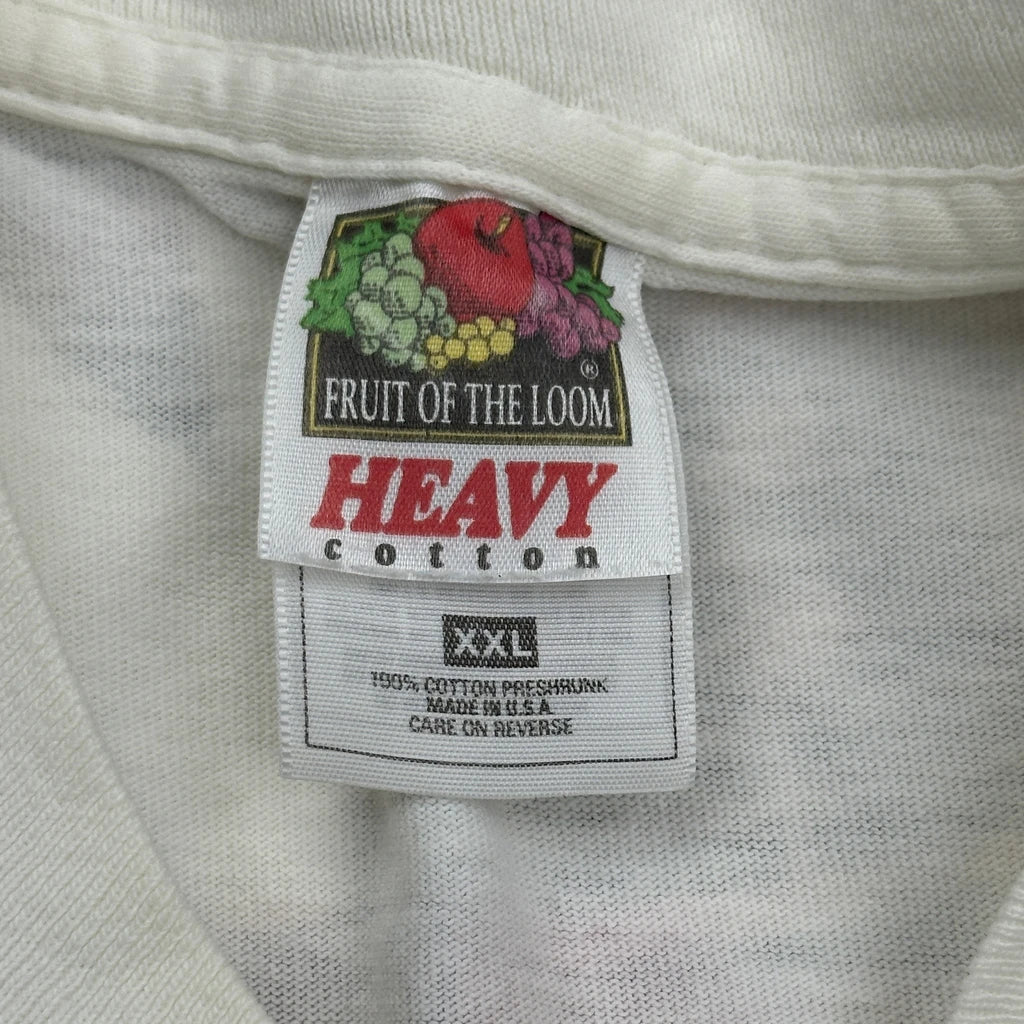 ®
FRUIT OF THE LOOM
HEAVY
cotton
XXL
100% COTTON PRESHRUNK
MADE IN U.S.A.
CARE ON REVERSE